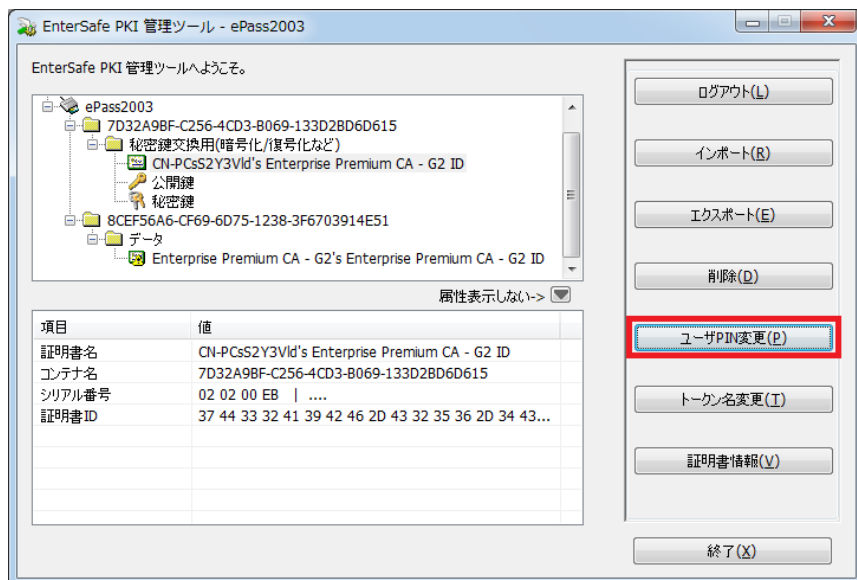 EnterSafe PKI 管理ツール - ePass2003
EnterSafe PKI 管理ツールへようこそ。
ePass2003
7D32A9BF-C256-4CD3-B069-133D2BD6D615
秘密鍵交換用(暗号化/復号化など)
CN-PCsS2Y3Vld's Enterprise Premium CA - G2 ID
公開鍵
秘密鍵
8CEF56A6-CF69-6D75-1238-3F6703914E51
データ
Enterprise Premium CA - G2's Enterprise Premium CA - G2 ID
属性表示しない->
項目 値
証明書名 CN-PCsS2Y3Vld's Enterprise Premium CA - G2 ID
コンテナ名 7D32A9BF-C256-4CD3-B069-133D2BD6D615
シリアル番号 02 02 00 EB | ....
証明書ID 37 44 33 32 41 39 42 46 2D 43 32 35 36 2D 34 43...
ログアウト(L)
インポート(R)
エクスポート(E)
削除(D)
ユーザPIN変更(P)
トークン名変更(T)
証明書情報(V)
終了(X)